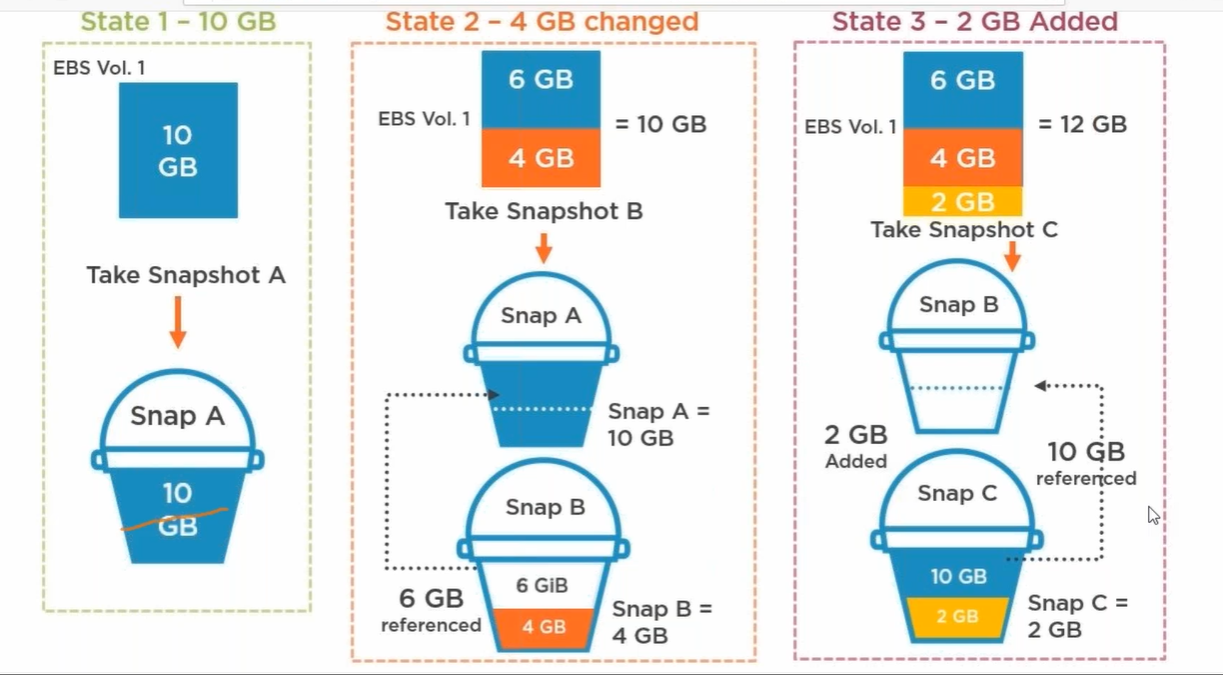 State 1 – 10 GB
EBS Vol. 1
10
GB
Take Snapshot A
Snap A
10
GB
State 2 – 4 GB changed
6 GB
EBS Vol. 1
= 10 GB
4 GB
Take Snapshot B
Snap A
Snap A =
10 GB
Snap B
6 GiB
6 GB
referenced
4 GB
Snap B =
4 GB
State 3 – 2 GB Added
6 GB
EBS Vol. 1
= 12 GB
4 GB
2 GB
Take Snapshot C
Snap B
2 GB
Added
10 GB
referenced
Snap C
10 GB
2 GB
Snap C =
2 GB